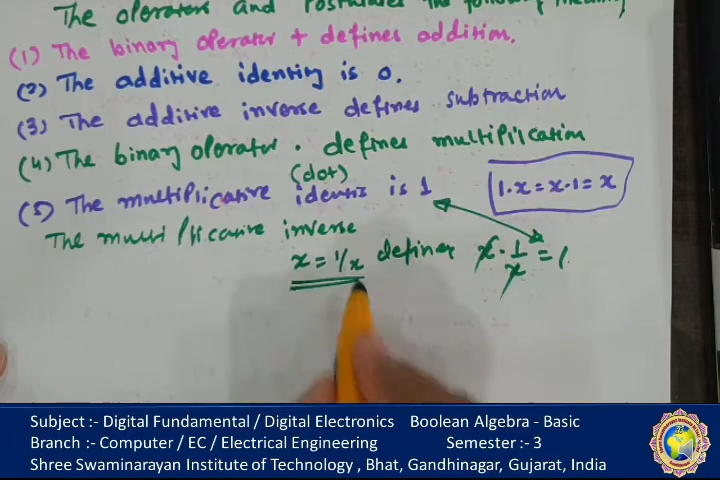 The operators and Postulates the following meaning
(1) The binary operator + defines addition.
(2) The additive identity is 0.
(3) The additive inverse defines subtraction
(4) The binary operator . defines multiplication
(dot)
(5) The multiplicative identity is 1 1.x = x.1 = x
The multiplicative inverse
x = 1/x defines x . 1/x = 1.
Subject :- Digital Fundamental / Digital Electronics Boolean Algebra - Basic
Branch :- Computer / EC / Electrical Engineering Semester :- 3
Shree Swaminarayan Institute of Technology , Bhat, Gandhinagar, Gujarat, India